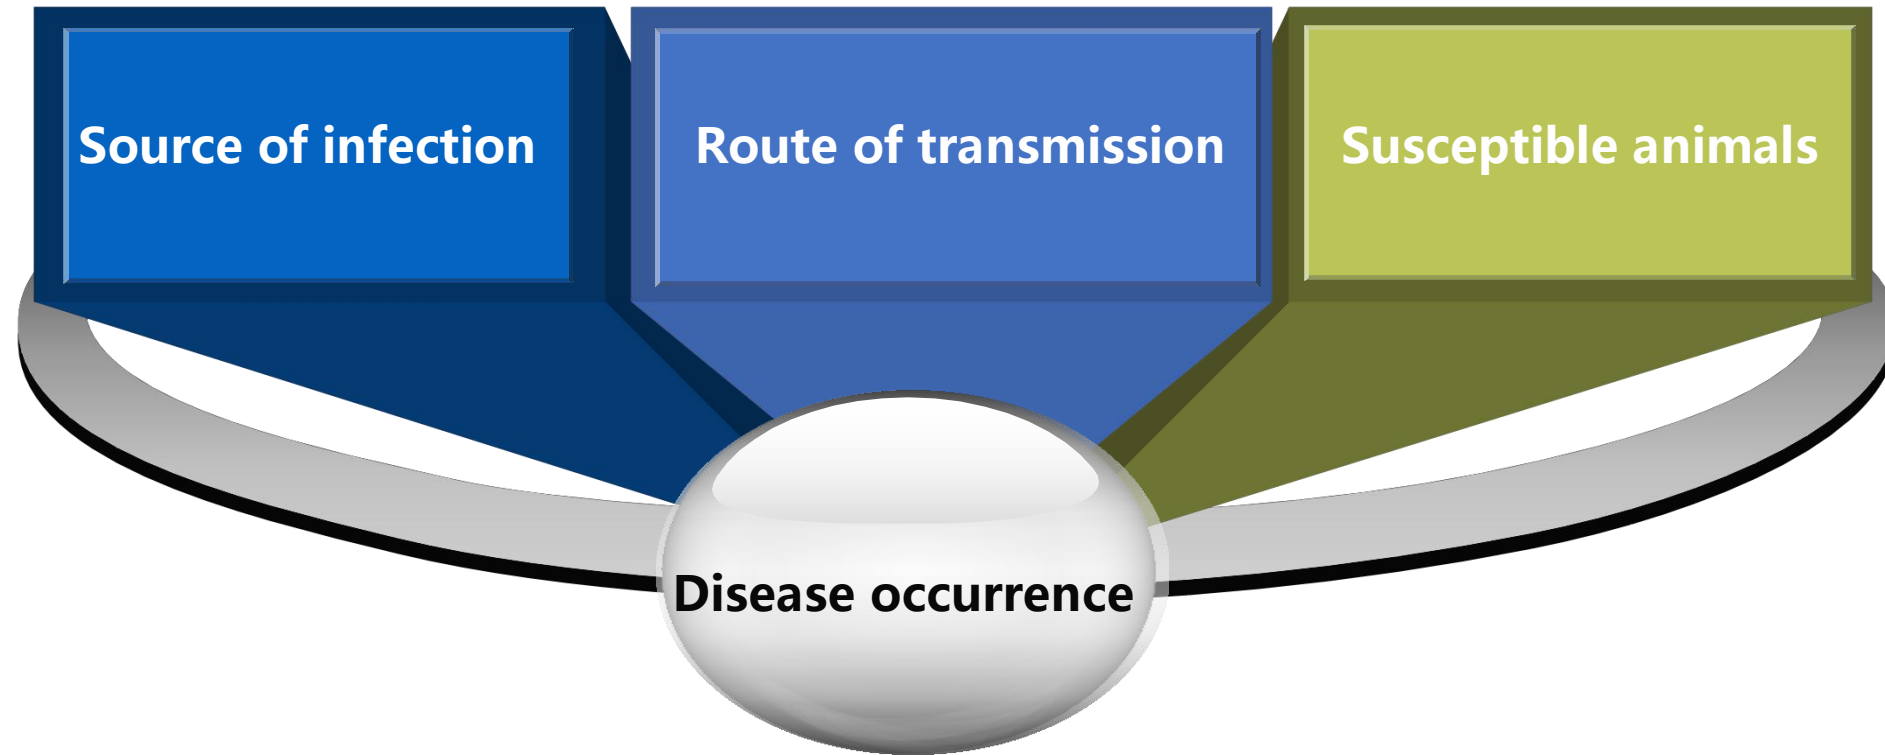 Source of infection
Route of transmission
Susceptible animals
Disease occurrence